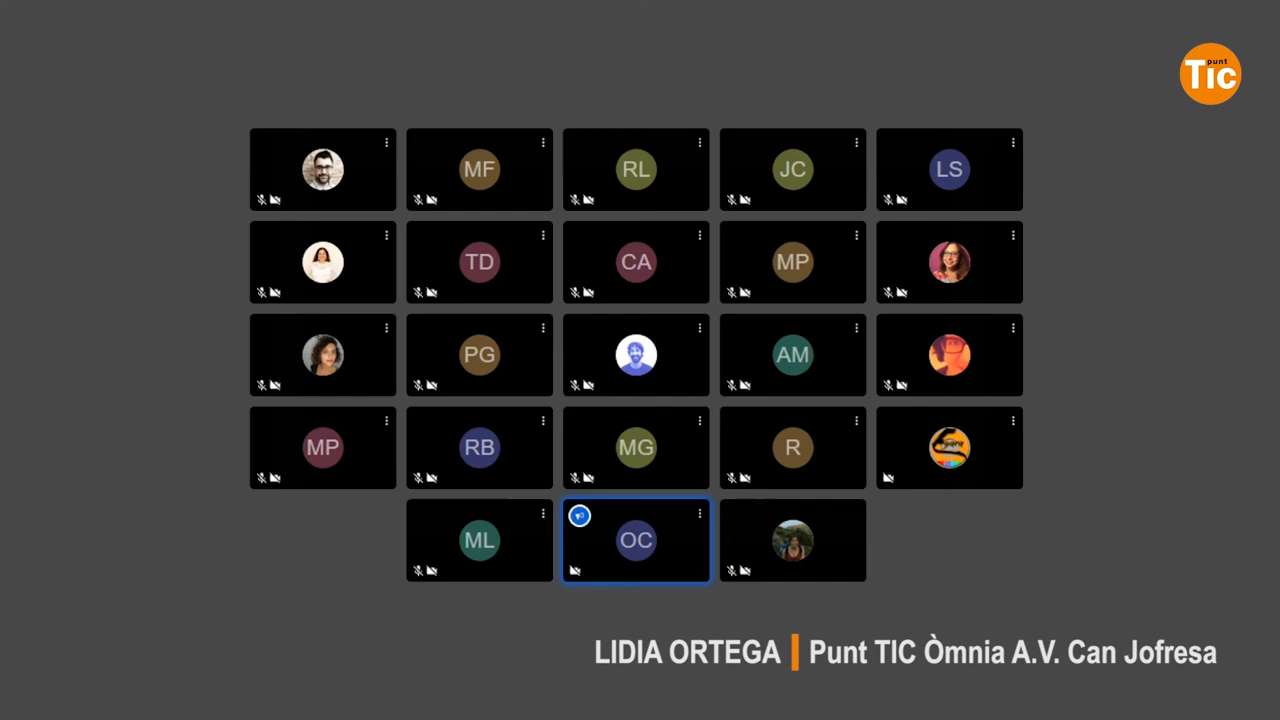 punt
TIC
MF
RL
JC
LS
TD
CA
MP
PG
AM
MP
RB
MG
R
ML
OC
LIDIA ORTEGA | Punt TIC Òmnia A.V. Can Jofresa